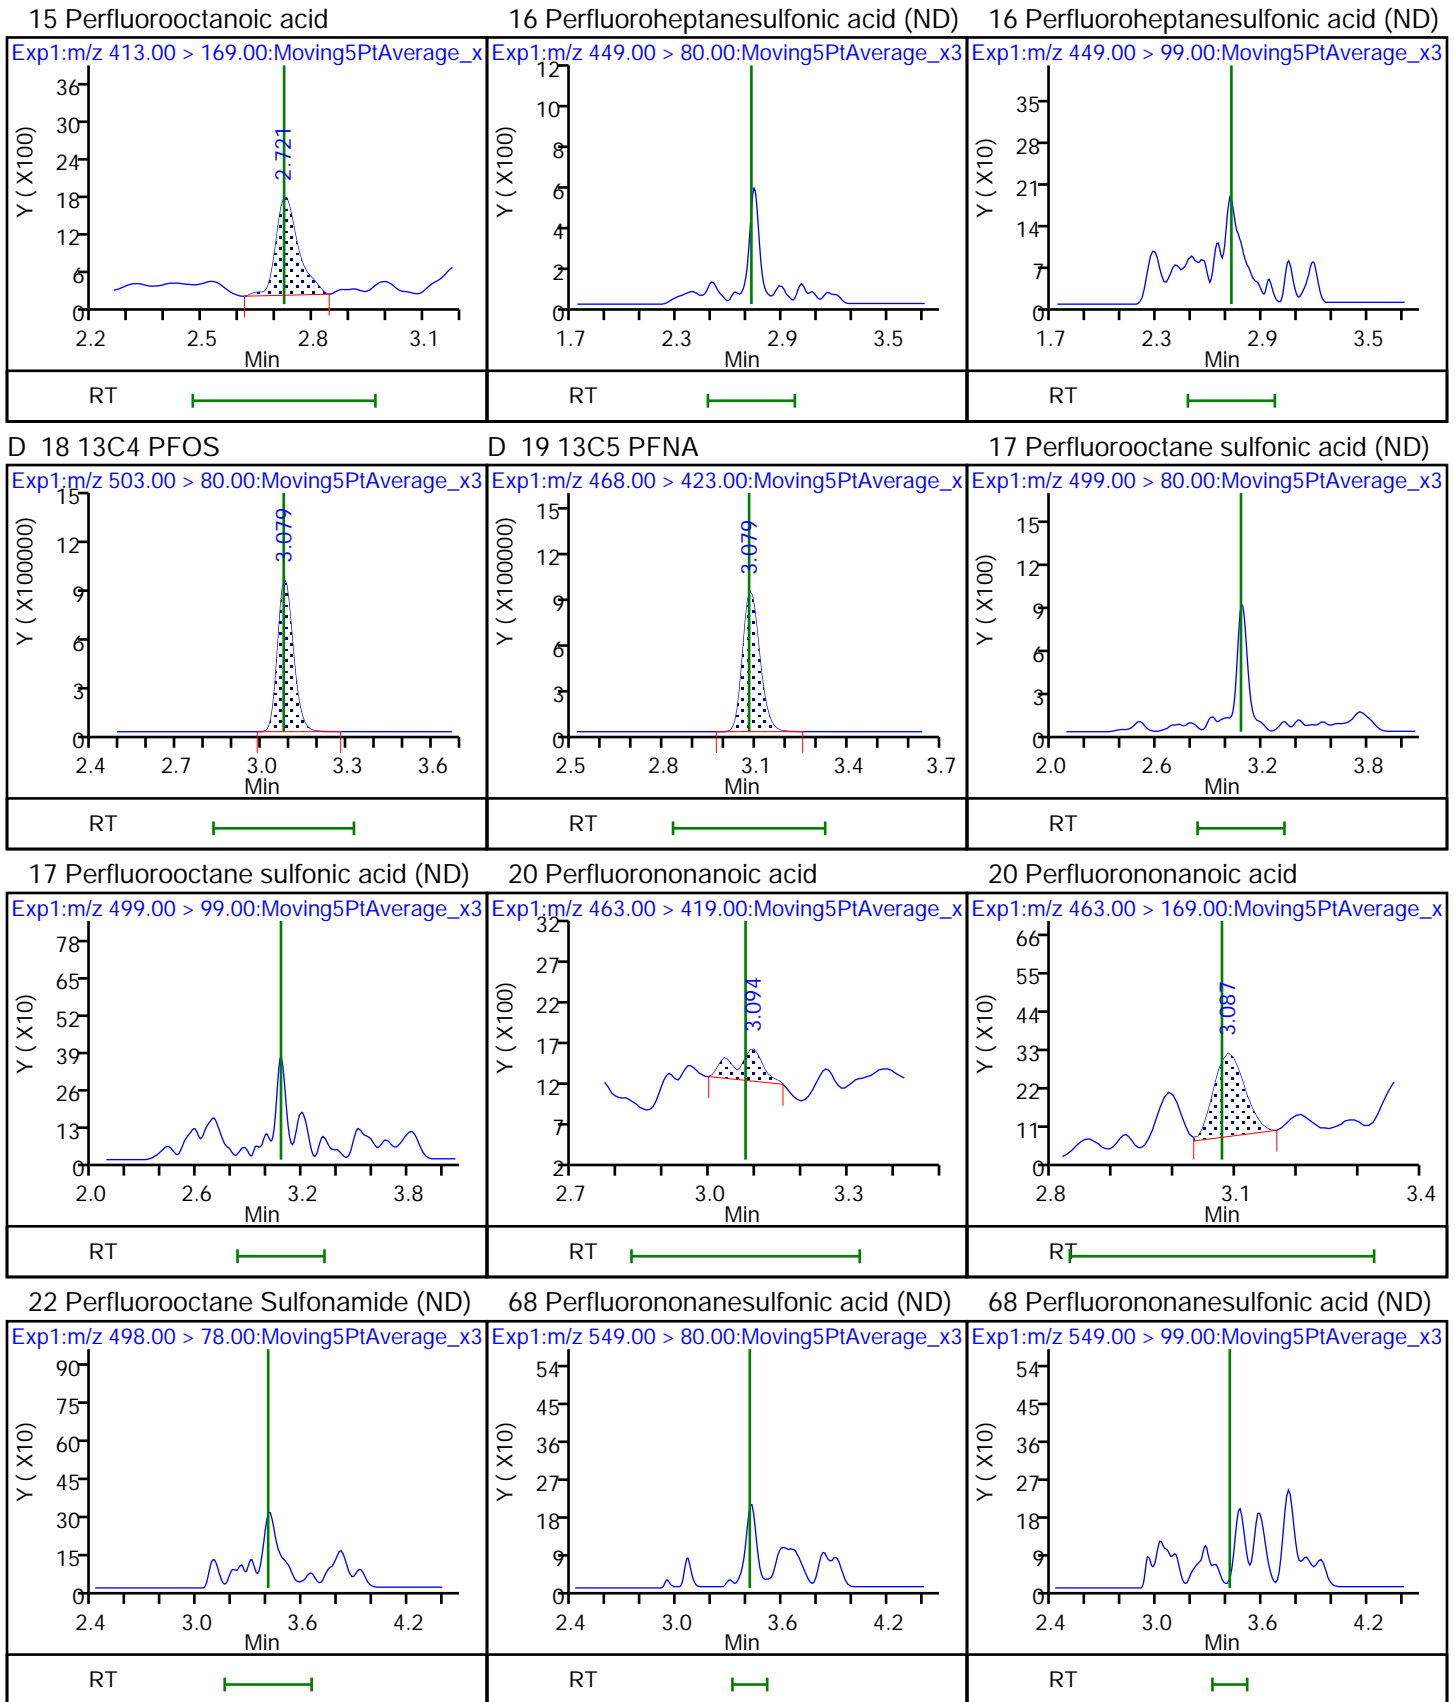 15 Perfluorooctanoic acid
16 Perfluoroheptanesulfonic acid (ND)
16 Perfluoroheptanesulfonic acid (ND)
Exp1:m/z 413.00 > 169.00:Moving5PtAverage_x
Exp1:m/z 449.00 > 80.00:Moving5PtAverage_x3
Exp1:m/z 449.00 > 99.00:Moving5PtAverage_x3
Y ( X100)
36
30
24
18
12
6
0
2.721
2.2 2.5 2.8 3.1
Min
Y ( X100)
12
10
8
6
4
2
0
1.7 2.3 2.9 3.5
Min
Y ( X10)
35
28
21
14
7
0
1.7 2.3 2.9 3.5
Min
RT
RT
RT
D 18 13C4 PFOS
D 19 13C5 PFNA
17 Perfluorooctane sulfonic acid (ND)
Exp1:m/z 503.00 > 80.00:Moving5PtAverage_x3
Exp1:m/z 468.00 > 423.00:Moving5PtAverage_x
Exp1:m/z 499.00 > 80.00:Moving5PtAverage_x3
Y ( X100000)
15
12
9
6
3
0
3.079
2.4 2.7 3.0 3.3 3.6
Min
Y ( X100000)
15
12
9
6
3
0
3.079
2.5 2.8 3.1 3.4 3.7
Min
Y ( X100)
15
12
9
6
3
0
2.0 2.6 3.2 3.8
Min
RT
RT
RT
17 Perfluorooctane sulfonic acid (ND)
20 Perfluorononanoic acid
20 Perfluorononanoic acid
Exp1:m/z 499.00 > 99.00:Moving5PtAverage_x3
Exp1:m/z 463.00 > 419.00:Moving5PtAverage_x
Exp1:m/z 463.00 > 169.00:Moving5PtAverage_x
Y ( X10)
78
65
52
39
26
13
0
2.0 2.6 3.2 3.8
Min
Y ( X100)
32
27
22
17
12
7
2
3.094
2.7 3.0 3.3
Min
Y ( X10)
66
55
44
33
22
11
0
3.087
2.8 3.1 3.4
Min
RT
RT
RT
22 Perfluorooctane Sulfonamide (ND)
68 Perfluorononanesulfonic acid (ND)
68 Perfluorononanesulfonic acid (ND)
Exp1:m/z 498.00 > 78.00:Moving5PtAverage_x3
Exp1:m/z 549.00 > 80.00:Moving5PtAverage_x3
Exp1:m/z 549.00 > 99.00:Moving5PtAverage_x3
Y ( X10)
90
75
60
45
30
15
0
2.4 3.0 3.6 4.2
Min
Y ( X10)
54
45
36
27
18
9
0
2.4 3.0 3.6 4.2
Min
Y ( X10)
54
45
36
27
18
9
0
2.4 3.0 3.6 4.2
Min
RT
RT
RT